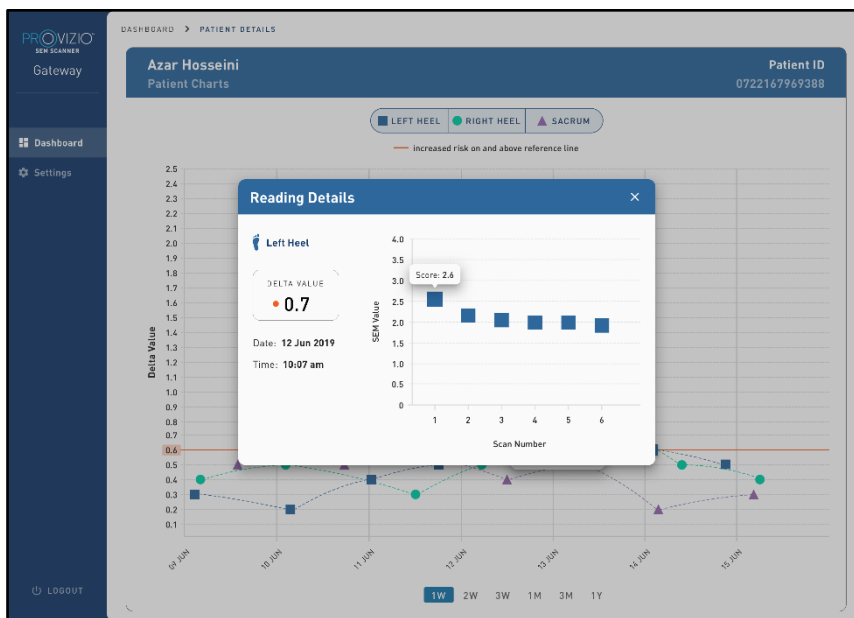 PROVIZIO
SEM SCANNER
Gateway
Dashboard
Settings
LOGOUT
DASHBOARD > PATIENT DETAILS
Azar Hosseini
Patient Charts
Patient ID
0722167969388
LEFT HEEL
RIGHT HEEL
SACRUM
increased risk on and above reference line
Delta Value
2.5
2.4
2.3
2.2
2.1
2.0
1.9
1.8
1.7
1.6
1.5
1.4
1.3
1.2
1.1
1.0
0.9
0.8
0.7
0.6
0.5
0.4
0.3
0.2
0.1
09 JUN
10 JUN
11 JUN
12 JUN
13 JUN
14 JUN
15 JUN
1W 2W 3W 1M 3M 1Y
Reading Details
Left Heel
DELTA VALUE
0.7
Date: 12 Jun 2019
Time: 10:07 am
SEM Value
4.0
3.5
3.0
2.5
2.0
1.5
1.0
0.5
0
Score: 2.6
1 2 3 4 5 6
Scan Number